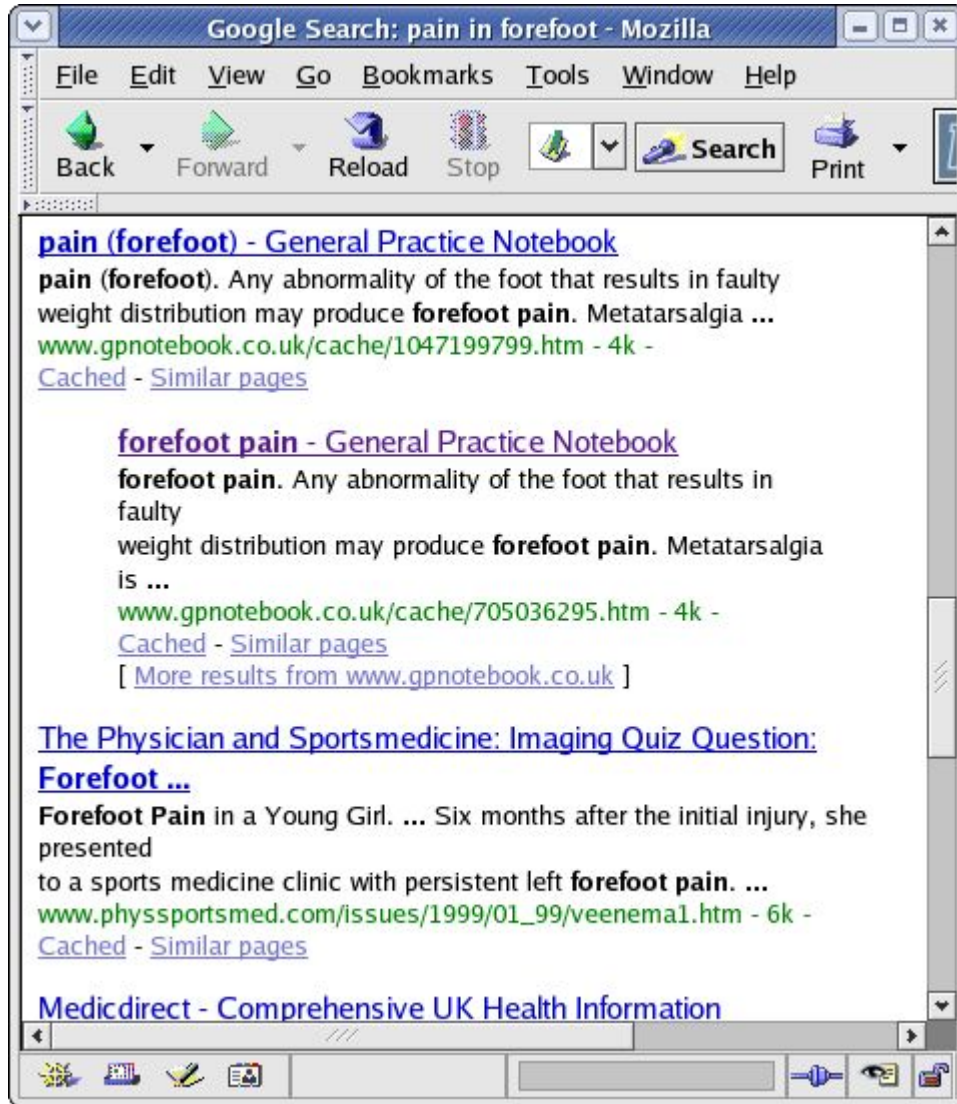 Google Search: pain in forefoot - Mozilla
File Edit View Go Bookmarks Tools Window Help
Back Forward Reload Stop Search Print
pain (forefoot) - General Practice Notebook
pain (forefoot). Any abnormality of the foot that results in faulty
weight distribution may produce forefoot pain. Metatarsalgia ...
www.gpnotebook.co.uk/cache/1047199799.htm - 4k -
Cached - Similar pages
forefoot pain - General Practice Notebook
forefoot pain. Any abnormality of the foot that results in
faulty
weight distribution may produce forefoot pain. Metatarsalgia
is ...
www.gpnotebook.co.uk/cache/705036295.htm - 4k -
Cached - Similar pages
[ More results from www.gpnotebook.co.uk ]
The Physician and Sportsmedicine: Imaging Quiz Question:
Forefoot ...
Forefoot Pain in a Young Girl. ... Six months after the initial injury, she
presented
to a sports medicine clinic with persistent left forefoot pain. ...
www.physsportsmed.com/issues/1999/01_99/veenema1.htm - 6k -
Cached - Similar pages
Medicdirect - Comprehensive UK Health Information